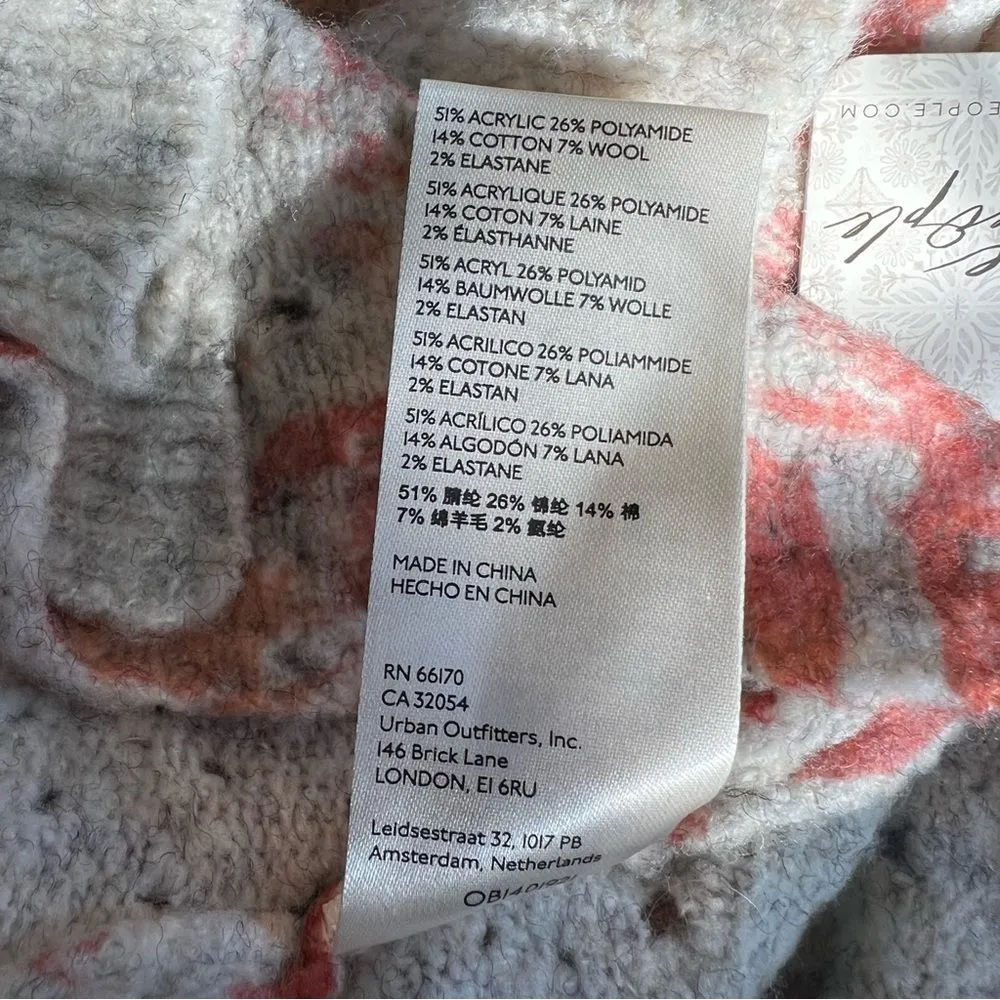 51% ACRYLIC 26% POLYAMIDE
14% COTTON 7% WOOL
2% ELASTANE
51% ACRYLIQUE 26% POLYAMIDE
14% COTON 7% LAINE
2% ÉLASTHANNE
51% ACRYL 26% POLYAMID
14% BAUMWOLLE 7% WOLLE
2% ELASTAN
51% ACRILICO 26% POLIAMMIDE
14% COTONE 7% LANA
2% ELASTAN
51% ACRÍLICO 26% POLIAMIDA
14% ALGODÓN 7% LANA
2% ELASTANE
51% 腈纶 26% 锦纶 14% 棉
7% 绵羊毛 2% 氨纶
MADE IN CHINA
HECHO EN CHINA
RN 66170
CA 32054
Urban Outfitters, Inc.
146 Brick Lane
LONDON, E1 6RU
Leidsestraat 32, 1017 PB
Amsterdam, Netherlands
EOPLE.COM